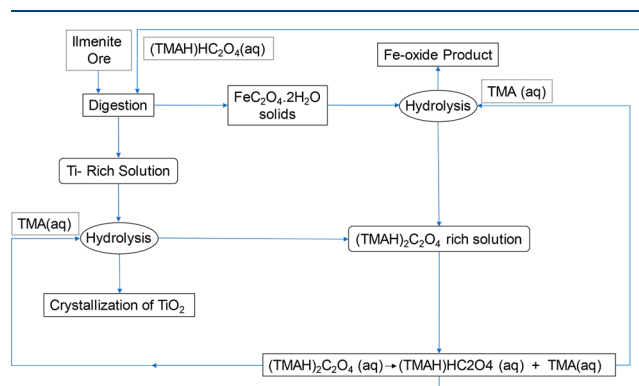 Ilmenite
Ore
(TMAH)HC₂O₄(aq)
Fe-oxide Product
Digestion
FeC₂O₄.2H₂O
solids
Hydrolysis
TMA (aq)
Ti- Rich Solution
TMA(aq)
Hydrolysis
(TMAH)₂C₂O₄ rich solution
Crystallization of TiO₂
(TMAH)₂C₂O₄ (aq)→(TMAH)HC2O4 (aq) + TMA(aq)